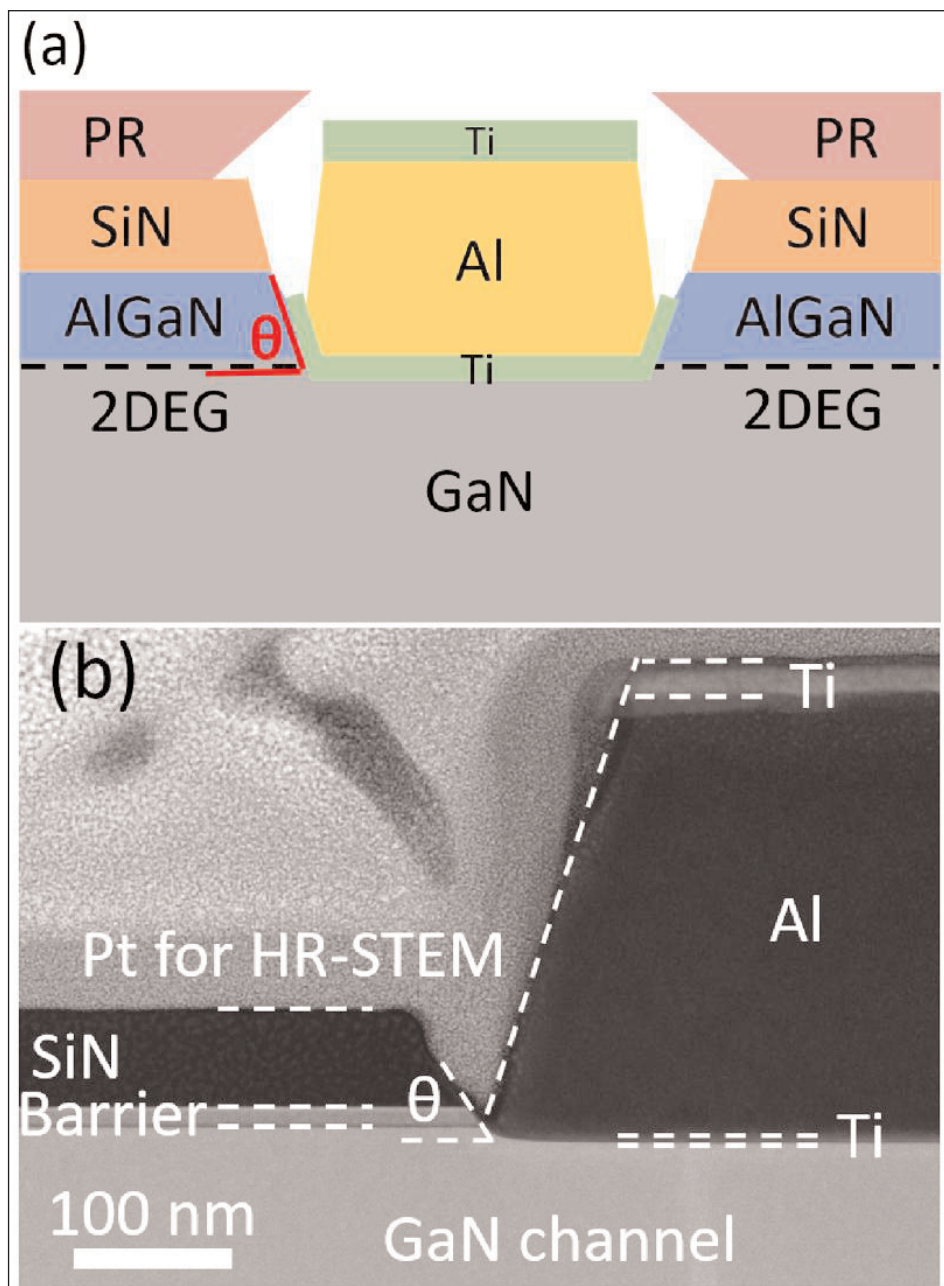 (a)
Ti
PR
PR
SiN
Al
SiN
AlGaN
θ
AlGaN
Ti
2DEG
2DEG
GaN
(b)
Ti
Al
Pt for HR-STEM
SiN
Barrier
θ
Ti
100 nm
GaN channel